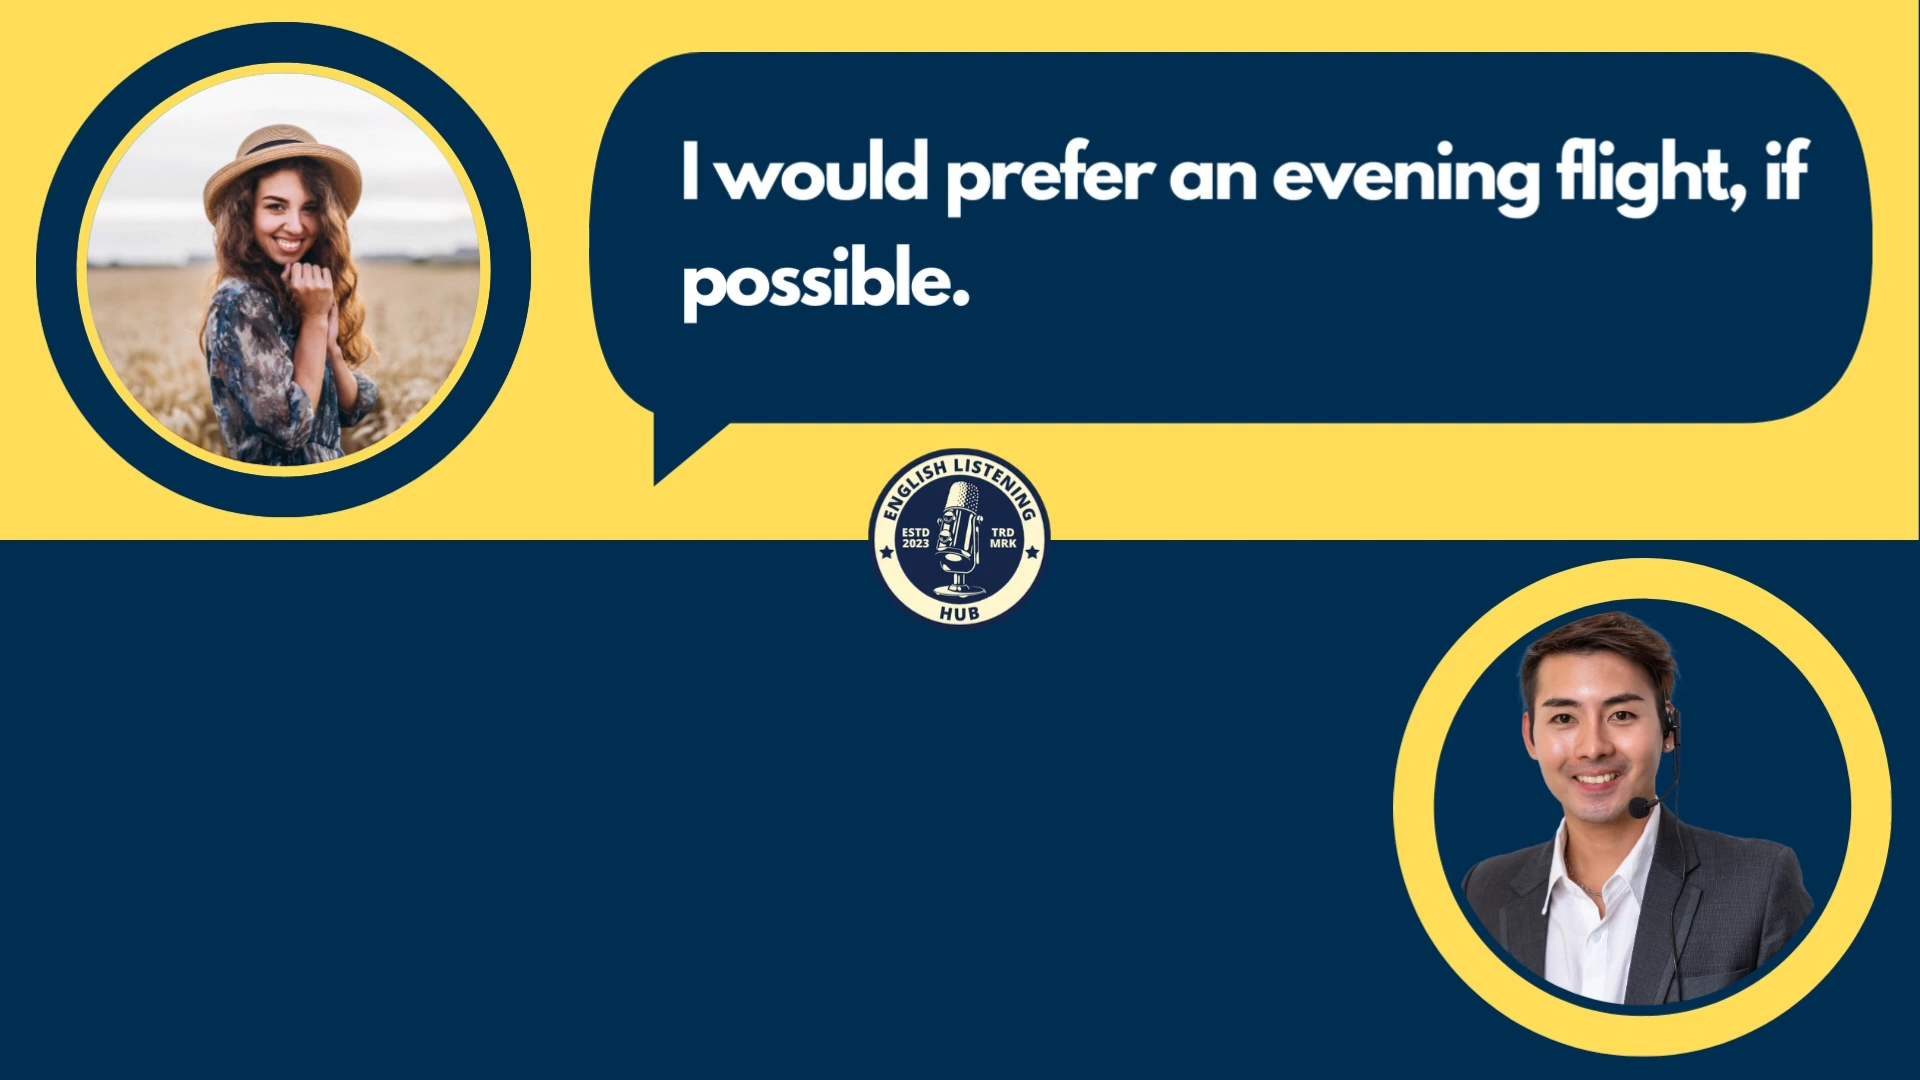 I would prefer an evening flight, if
possible.
ENGLISH LISTENING
ESTD
2023
TRD
MRK
HUB